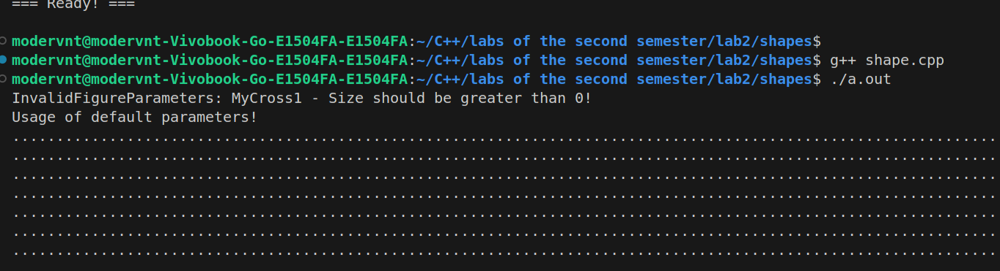 === Ready! ===
modervnt@modervnt-Vivobook-Go-E1504FA-E1504FA:~/C++/labs of the second semester/lab2/shapes$
modervnt@modervnt-Vivobook-Go-E1504FA-E1504FA:~/C++/labs of the second semester/lab2/shapes$ g++ shape.cpp
modervnt@modervnt-Vivobook-Go-E1504FA-E1504FA:~/C++/labs of the second semester/lab2/shapes$ ./a.out
InvalidFigureParameters: MyCross1 - Size should be greater than 0!
Usage of default parameters!
................................................................................................................
................................................................................................................
................................................................................................................
................................................................................................................
................................................................................................................
................................................................................................................
................................................................................................................